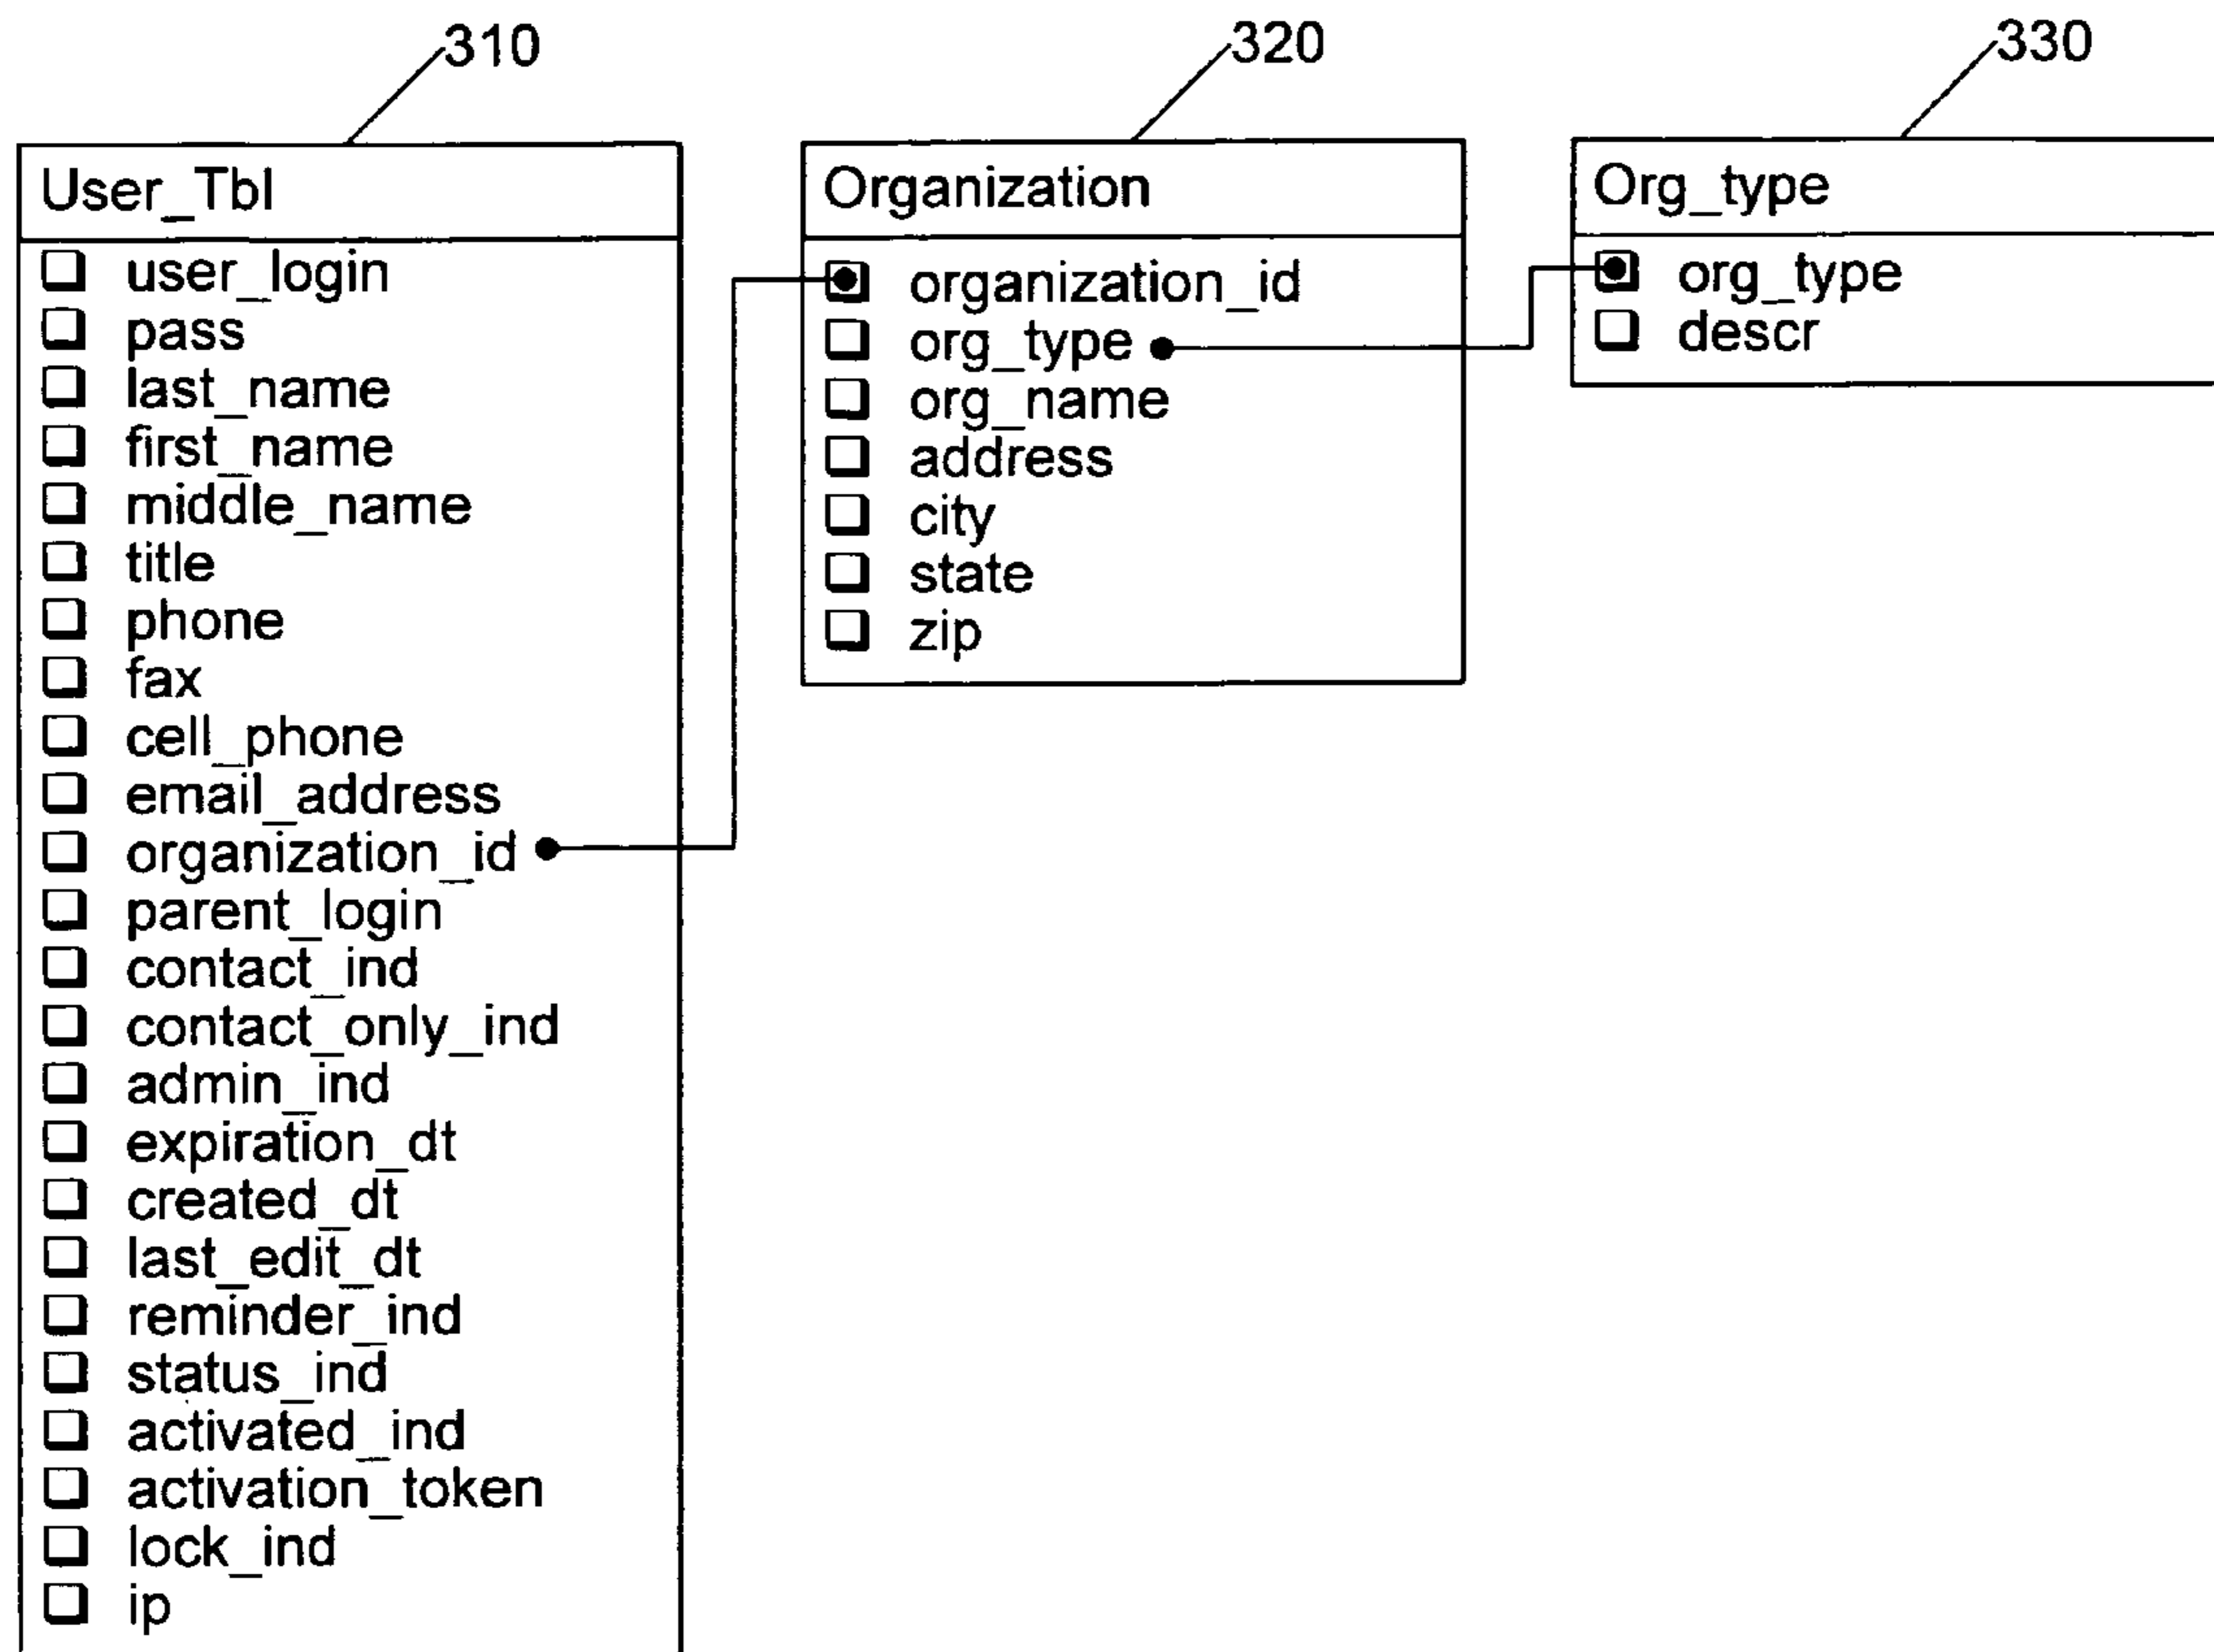 310
320
330
User_Tbl
user_login
pass
last_name
first_name
middle_name
title
phone
fax
cell_phone
email_address
organization_id
parent_login
contact_ind
contact_only_ind
admin_ind
expiration_dt
created_dt
last_edit_dt
reminder_ind
status_ind
activated_ind
activation_token
lock_ind
ip
Organization
organization_id
org_type
org_name
address
city
state
zip
Org_type
org_type
descr